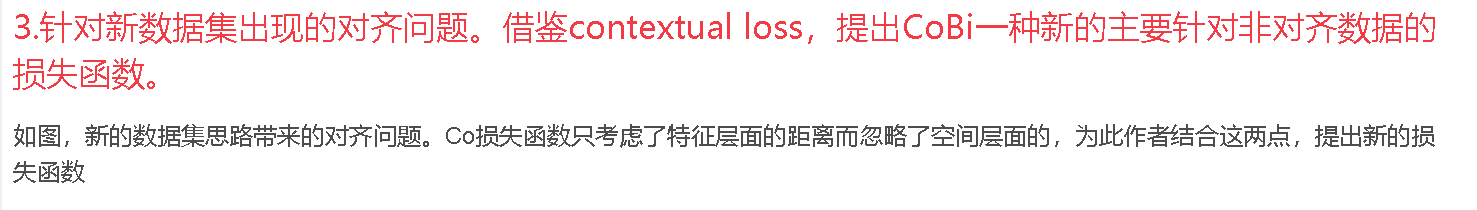 3.针对新数据集出现的对齐问题。借鉴contextual loss，提出CoBi一种新的主要针对非对齐数据的
损失函数。
如图，新的数据集思路带来的对齐问题。Co损失函数只考虑了特征层面的距离而忽略了空间层面的，为此作者结合这两点，提出新的损
失函数